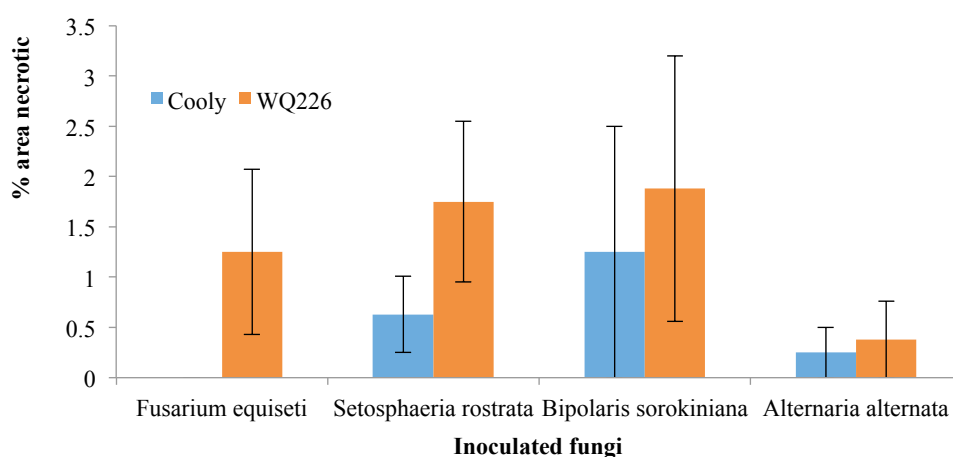 % area necrotic
3.5
3
2.5
2
1.5
1
0.5
0
Cooly WQ226
Fusarium equiseti Setosphaeria rostrata Bipolaris sorokiniana Alternaria alternata
Inoculated fungi